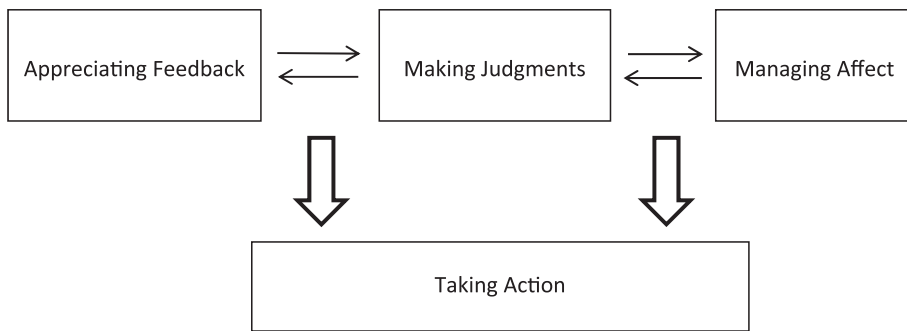 Appreciating Feedback
Making Judgments
Managing Affect
Taking Action